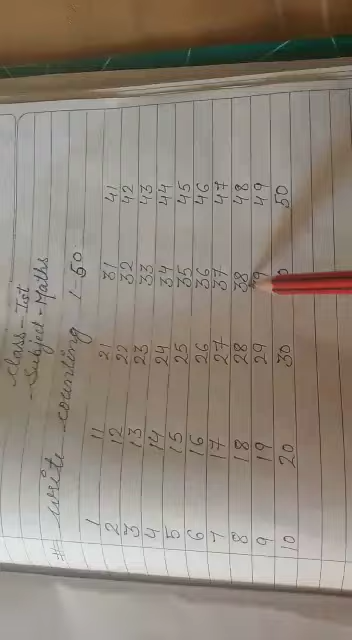 Class - Ist
Subject - Maths
# write counting 1-50
1 11 21 31 41
2 12 22 32 42
3 13 23 33 43
4 14 24 34 44
5 15 25 35 45
6 16 26 36 46
7 17 27 37 47
8 18 28 38 48
9 19 29 9 49
10 20 30 0 50